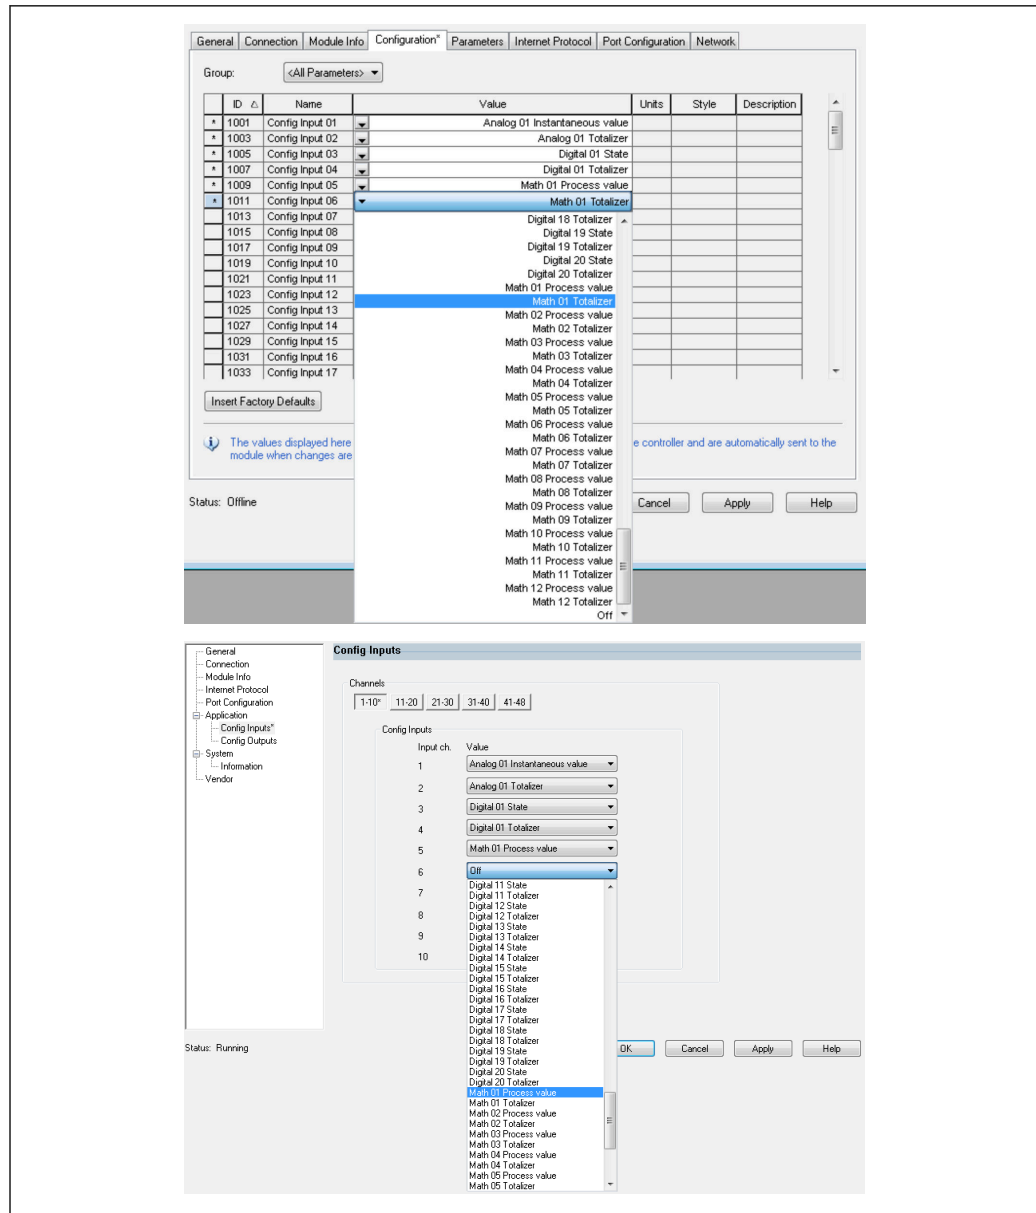 General Connection Module Info Configuration* Parameters Internet Protocol Port Configuration Network
Group: <All Parameters>
ID Name Value Units Style Description
* 1001 Config Input 01 Analog 01 Instantaneous value
* 1003 Config Input 02 Analog 01 Totalizer
* 1005 Config Input 03 Digital 01 State
* 1007 Config Input 04 Digital 01 Totalizer
* 1009 Config Input 05 Math 01 Process value
* 1011 Config Input 06 Math 01 Totalizer
1013 Config Input 07
1015 Config Input 08
1017 Config Input 09
1019 Config Input 10
1021 Config Input 11
1023 Config Input 12
1025 Config Input 13
1027 Config Input 14
1029 Config Input 15
1031 Config Input 16
1033 Config Input 17
Digital 18 Totalizer
Digital 19 State
Digital 19 Totalizer
Digital 20 State
Digital 20 Totalizer
Math 01 Process value
Math 01 Totalizer
Math 02 Process value
Math 02 Totalizer
Math 03 Process value
Math 03 Totalizer
Math 04 Process value
Math 04 Totalizer
Math 05 Process value
Math 05 Totalizer
Math 06 Process value
Math 06 Totalizer
Math 07 Process value
Math 07 Totalizer
Math 08 Process value
Math 08 Totalizer
Math 09 Process value
Math 09 Totalizer
Math 10 Process value
Math 10 Totalizer
Math 11 Process value
Math 11 Totalizer
Math 12 Process value
Math 12 Totalizer
Off
Insert Factory Defaults
The values displayed here e controller and are automatically sent to the
module when changes are
Status: Offline
Cancel Apply Help
General
Connection
Module Info
Internet Protocol
Port Configuration
Application
Config Inputs*
Config Outputs
System
Information
Vendor
Config Inputs
Channels
1-10* 11-20 21-30 31-40 41-48
Config Inputs
Input ch. Value
1 Analog 01 Instantaneous value
2 Analog 01 Totalizer
3 Digital 01 State
4 Digital 01 Totalizer
5 Math 01 Process value
6 Off
7
8
9
10
Digital 11 State
Digital 11 Totalizer
Digital 12 State
Digital 12 Totalizer
Digital 13 State
Digital 13 Totalizer
Digital 14 State
Digital 14 Totalizer
Digital 15 State
Digital 15 Totalizer
Digital 16 State
Digital 16 Totalizer
Digital 17 State
Digital 17 Totalizer
Digital 18 State
Digital 18 Totalizer
Digital 19 State
Digital 19 Totalizer
Digital 20 State
Digital 20 Totalizer
Math 01 Process value
Math 01 Totalizer
Math 02 Process value
Math 02 Totalizer
Math 03 Process value
Math 03 Totalizer
Math 04 Process value
Math 04 Totalizer
Math 05 Process value
Math 05 Totalizer
Status: Running
OK Cancel Apply Help